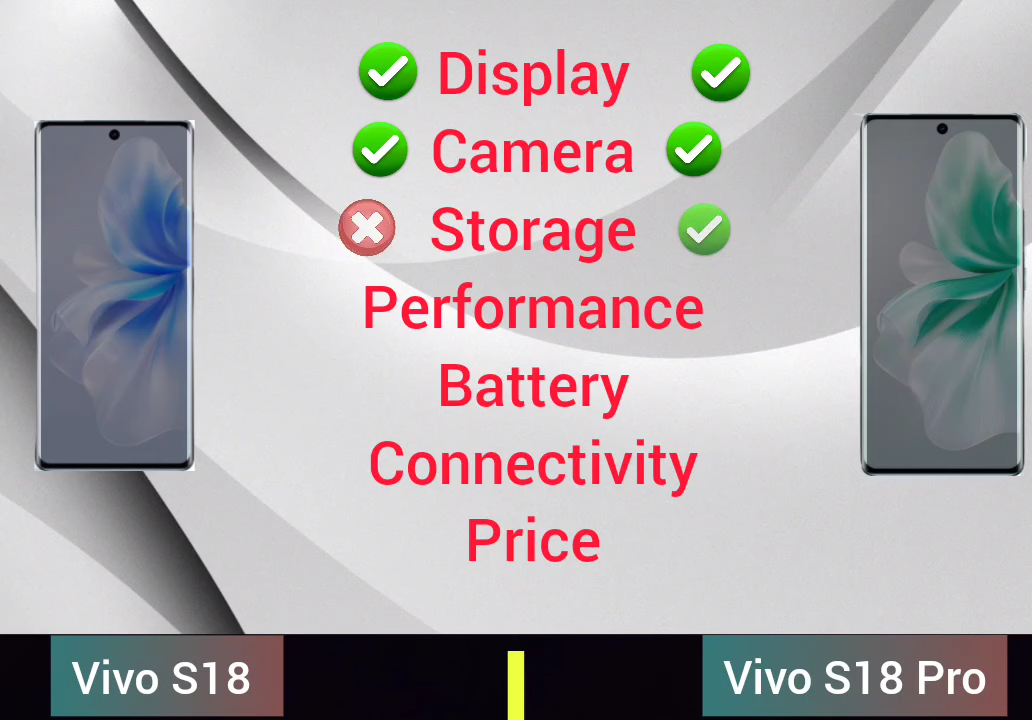 Display
Camera
Storage
Performance
Battery
Connectivity
Price
Vivo S18
Vivo S18 Pro